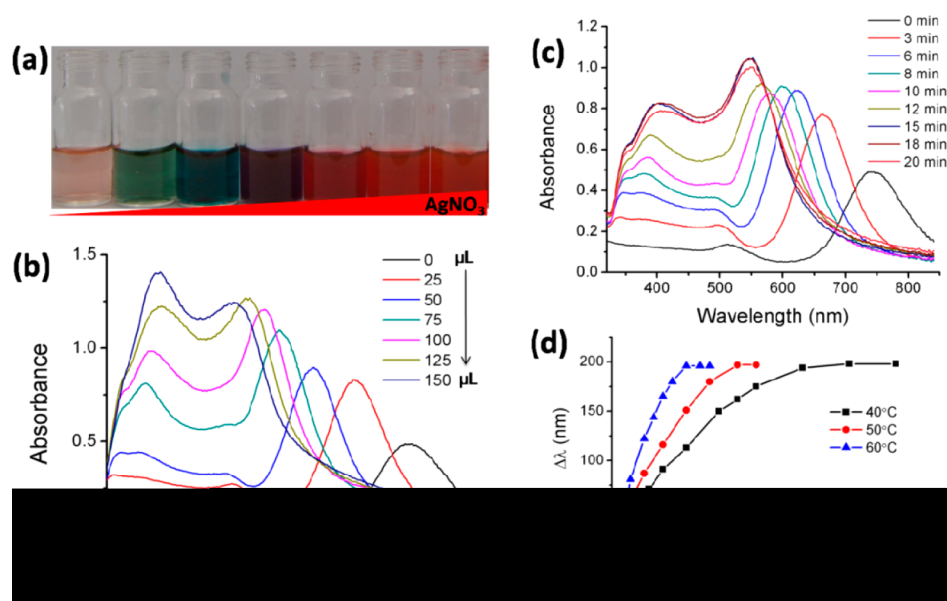 (a)
AgNO3
(b)
1.5
1.0
0.5
Absorbance
0
25
50
75
100
125
150
µL
µL
(c)
1.2
1.0
0.8
0.6
0.4
0.2
0.0
Absorbance
400
500
600
700
800
Wavelength (nm)
0 min
3 min
6 min
8 min
10 min
12 min
15 min
18 min
20 min
(d)
200
150
100
Δλ (nm)
40°C
50°C
60°C